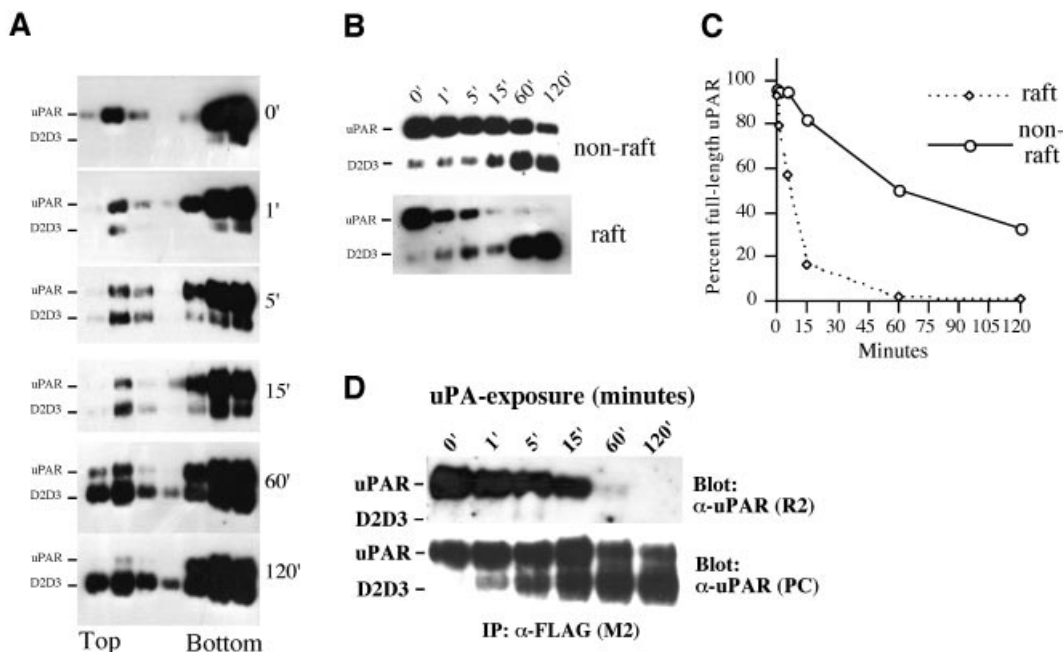 A
uPAR
D2D3
0'
uPAR
D2D3
1'
uPAR
D2D3
5'
uPAR
D2D3
15'
uPAR
D2D3
60'
uPAR
D2D3
120'
Top Bottom
B
0' 1' 5' 15' 60' 120'
uPAR
D2D3
non-raft
uPAR
D2D3
raft
C
Percent full-length uPAR
100
80
60
40
20
0
0 15 30 45 60 75 90 105 120
Minutes
raft
non-
raft
D
uPA-exposure (minutes)
0' 1' 5' 15' 60' 120'
uPAR
D2D3
Blot:
α-uPAR (R2)
uPAR
D2D3
Blot:
α-uPAR (PC)
IP: α-FLAG (M2)